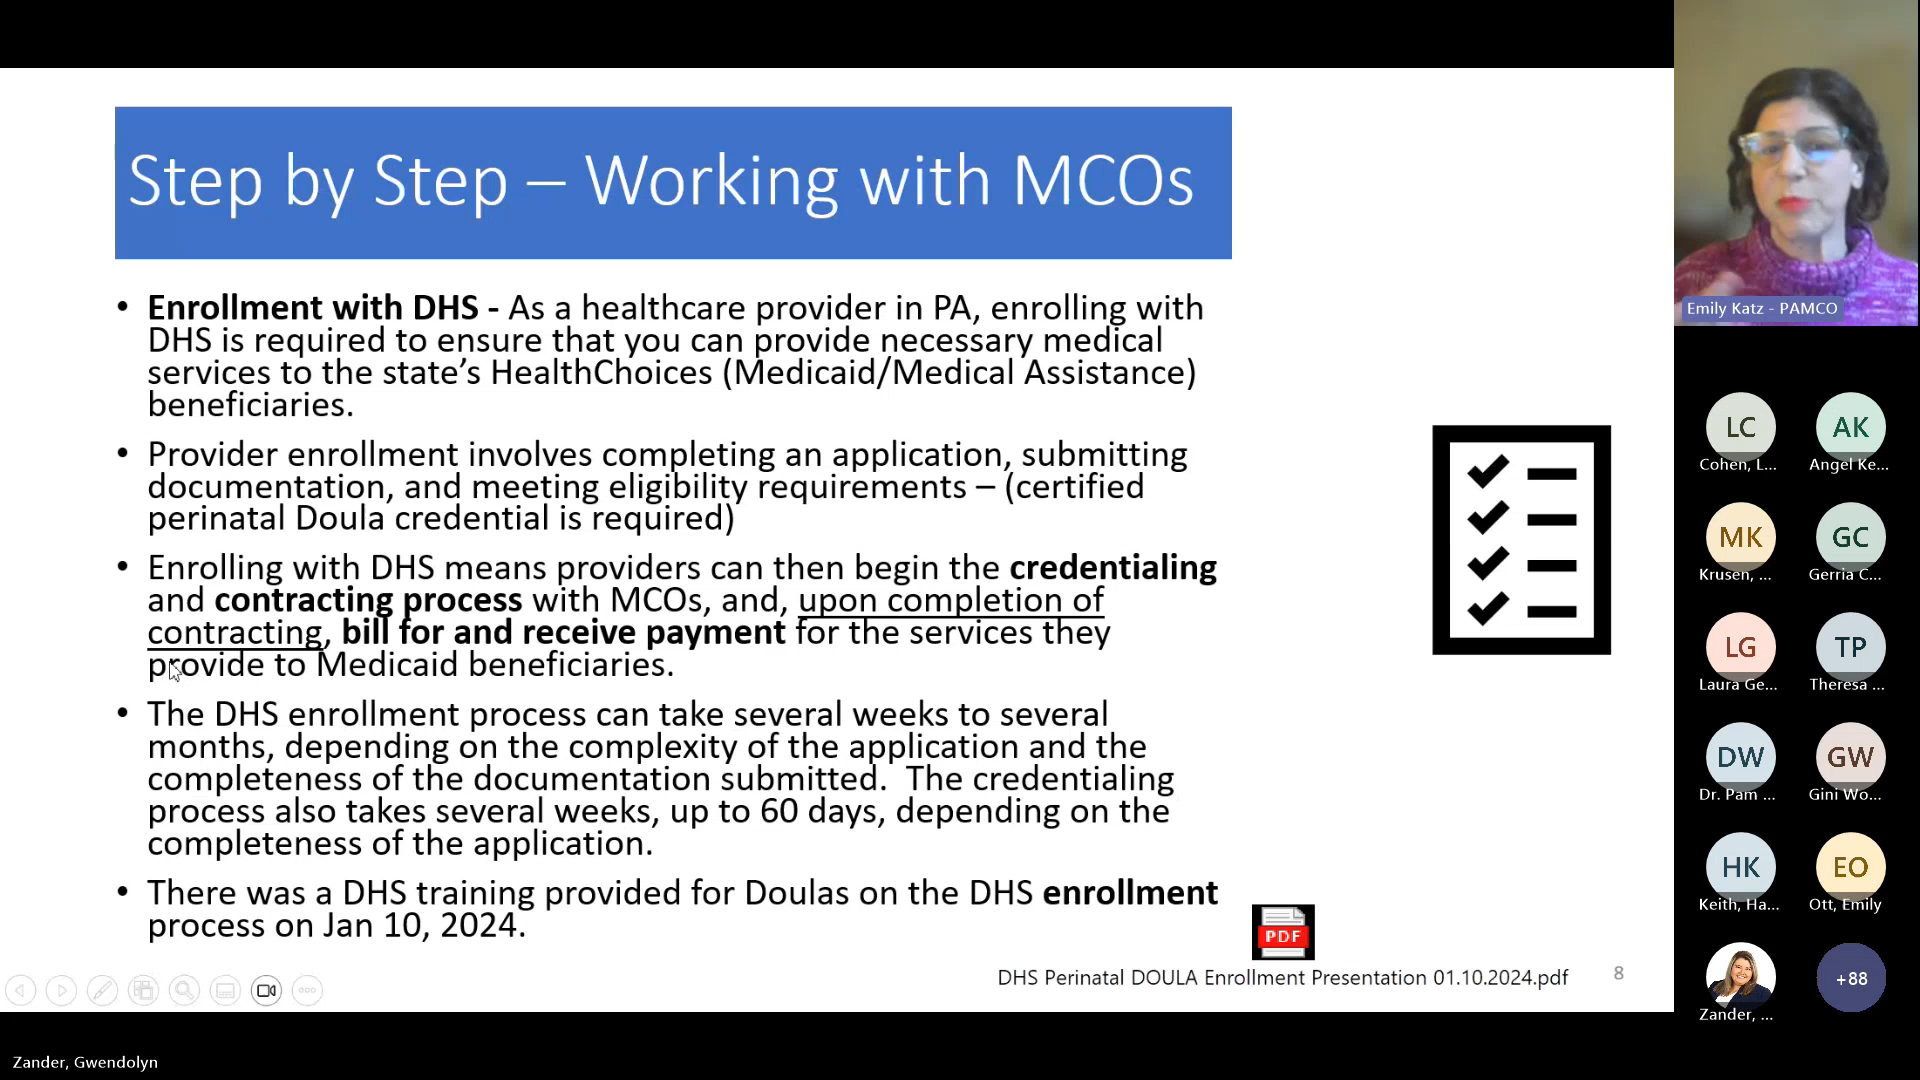 Step by Step – Working with MCOs
• Enrollment with DHS - As a healthcare provider in PA, enrolling with
DHS is required to ensure that you can provide necessary medical
services to the state’s HealthChoices (Medicaid/Medical Assistance)
beneficiaries.
• Provider enrollment involves completing an application, submitting
documentation, and meeting eligibility requirements – (certified
perinatal Doula credential is required)
• Enrolling with DHS means providers can then begin the credentialing
and contracting process with MCOs, and, upon completion of
contracting, bill for and receive payment for the services they
provide to Medicaid beneficiaries.
• The DHS enrollment process can take several weeks to several
months, depending on the complexity of the application and the
completeness of the documentation submitted.  The credentialing
process also takes several weeks, up to 60 days, depending on the
completeness of the application.
• There was a DHS training provided for Doulas on the DHS enrollment
process on Jan 10, 2024.
PDF
DHS Perinatal DOULA Enrollment Presentation 01.10.2024.pdf
8
Zander, Gwendolyn
Emily Katz - PAMCO
LC AK
Cohen, L... Angel Ke...
MK GC
Krusen, ... Gerria C...
LG TP
Laura Ge... Theresa ...
DW GW
Dr. Pam ... Gini Wo...
HK EO
Keith, Ha... Ott, Emily
+88
Zander, ...